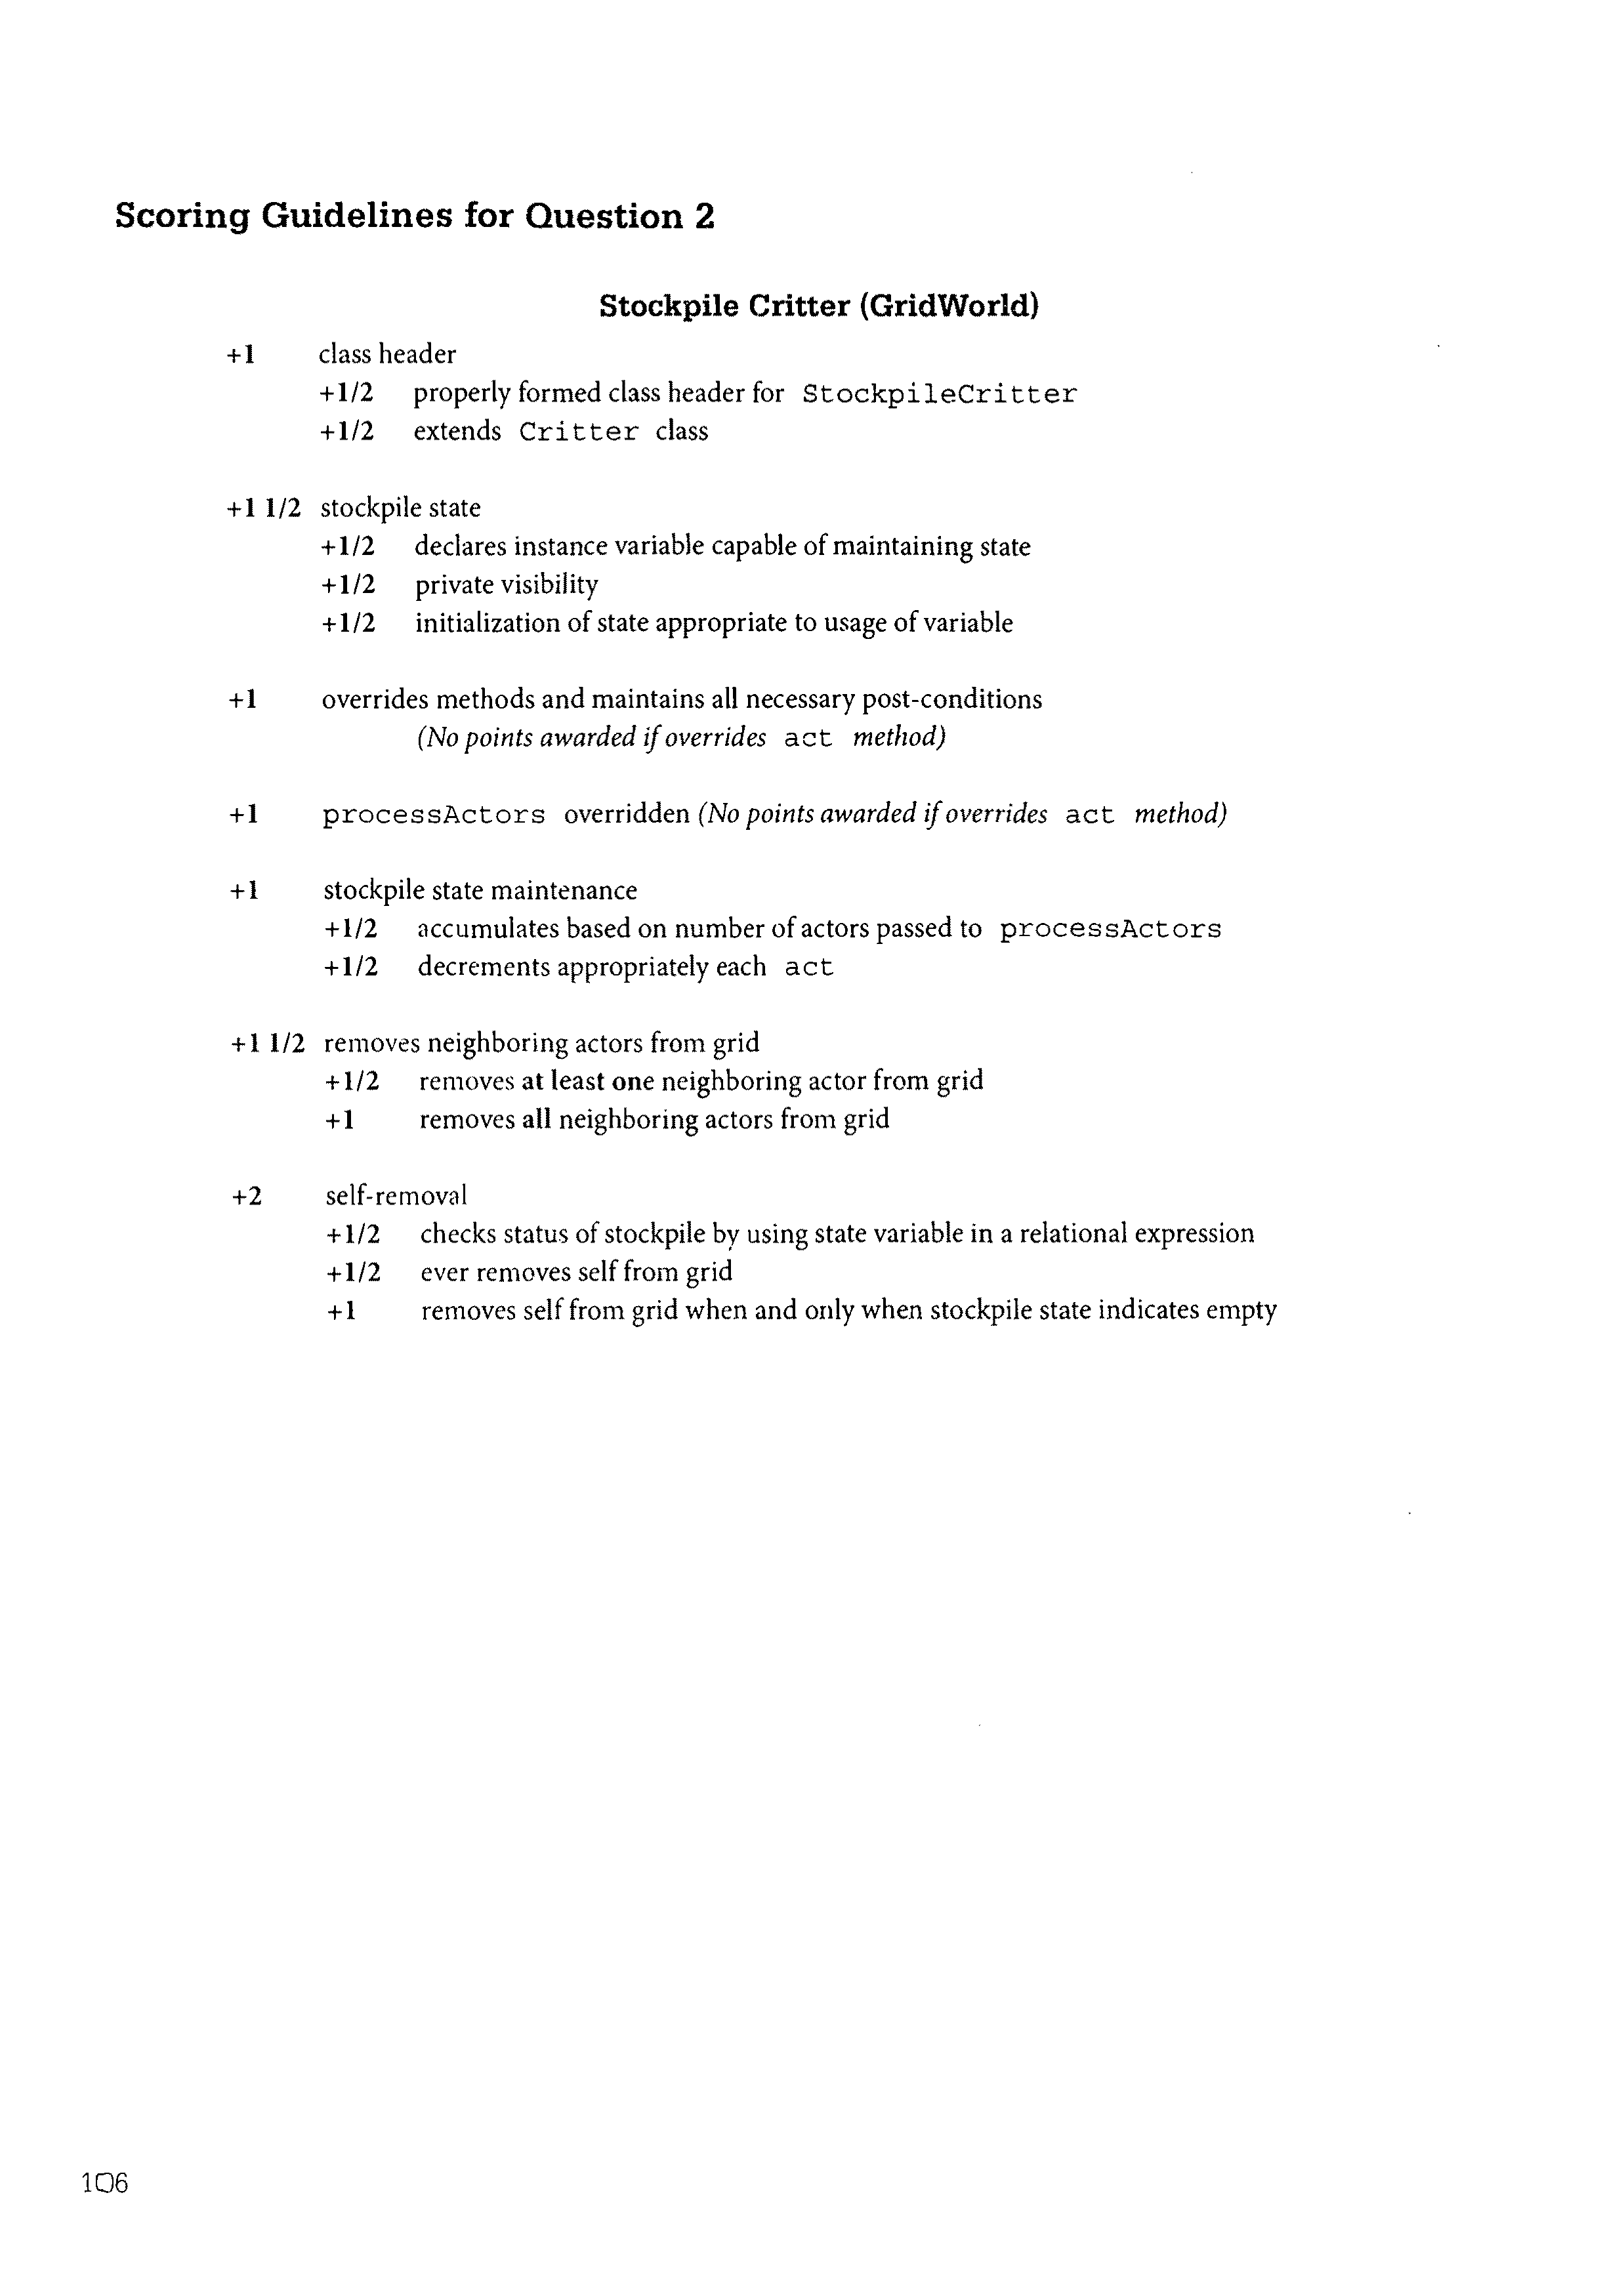 Scoring Guidelines for Question 2
Stockpile Critter (GridWorld)
+1 class header
+1/2 properly formed class header for StockpileCritter
+1/2 extends Critter class
+1 1/2 stockpile state
+1/2 declares instance variable capable of maintaining state
+1/2 private visibility
+1/2 initialization of state appropriate to usage of variable
+1 overrides methods and maintains all necessary post-conditions
(No points awarded if overrides act method)
+1 processActors overridden (No points awarded if overrides act method)
+1 stockpile state maintenance
+1/2 accumulates based on number of actors passed to processActors
+1/2 decrements appropriately each act
+1 1/2 removes neighboring actors from grid
+1/2 removes at least one neighboring actor from grid
+1 removes all neighboring actors from grid
+2 self-removal
+1/2 checks status of stockpile by using state variable in a relational expression
+1/2 ever removes self from grid
+1 removes self from grid when and only when stockpile state indicates empty
106